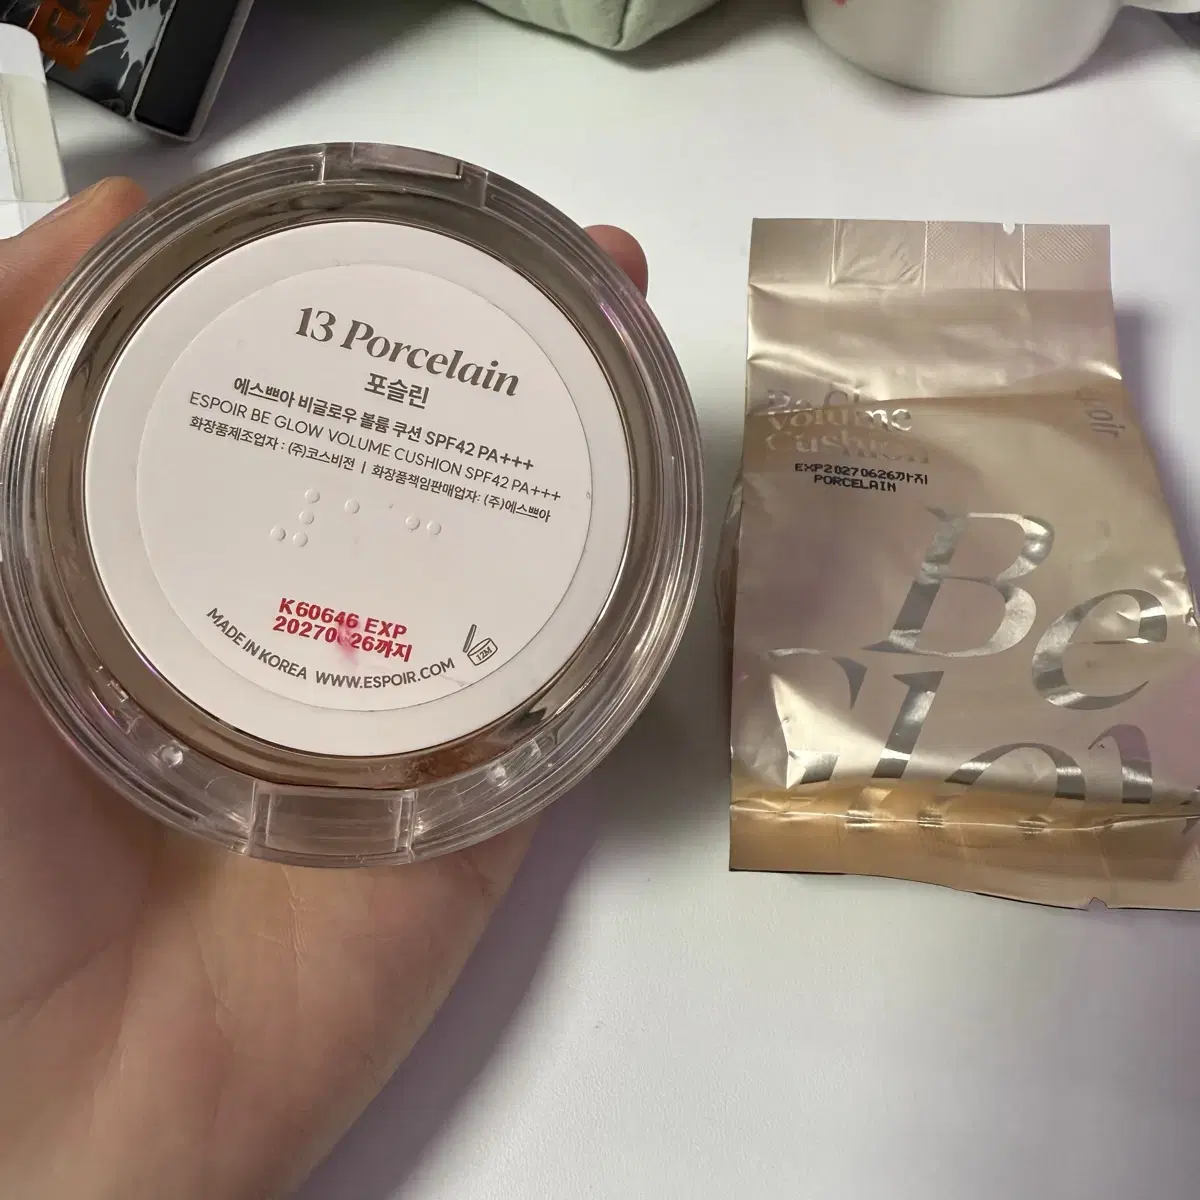 13 Porcelain
포슬린
에스쁘아 비글로우 볼륨 쿠션 SPF42 PA+++
ESPOIR BE GLOW VOLUME CUSHION SPF42 PA+++
화장품제조업자 : (주)코스비전 | 화장품책임판매업자: (주)에스쁘아
K60646 EXP
20270 26까지
MADE IN KOREA WWW.ESPOIR.COM
12M
Volume
Cushion
EXP20270626까지
PORCELAIN
Be
Glow